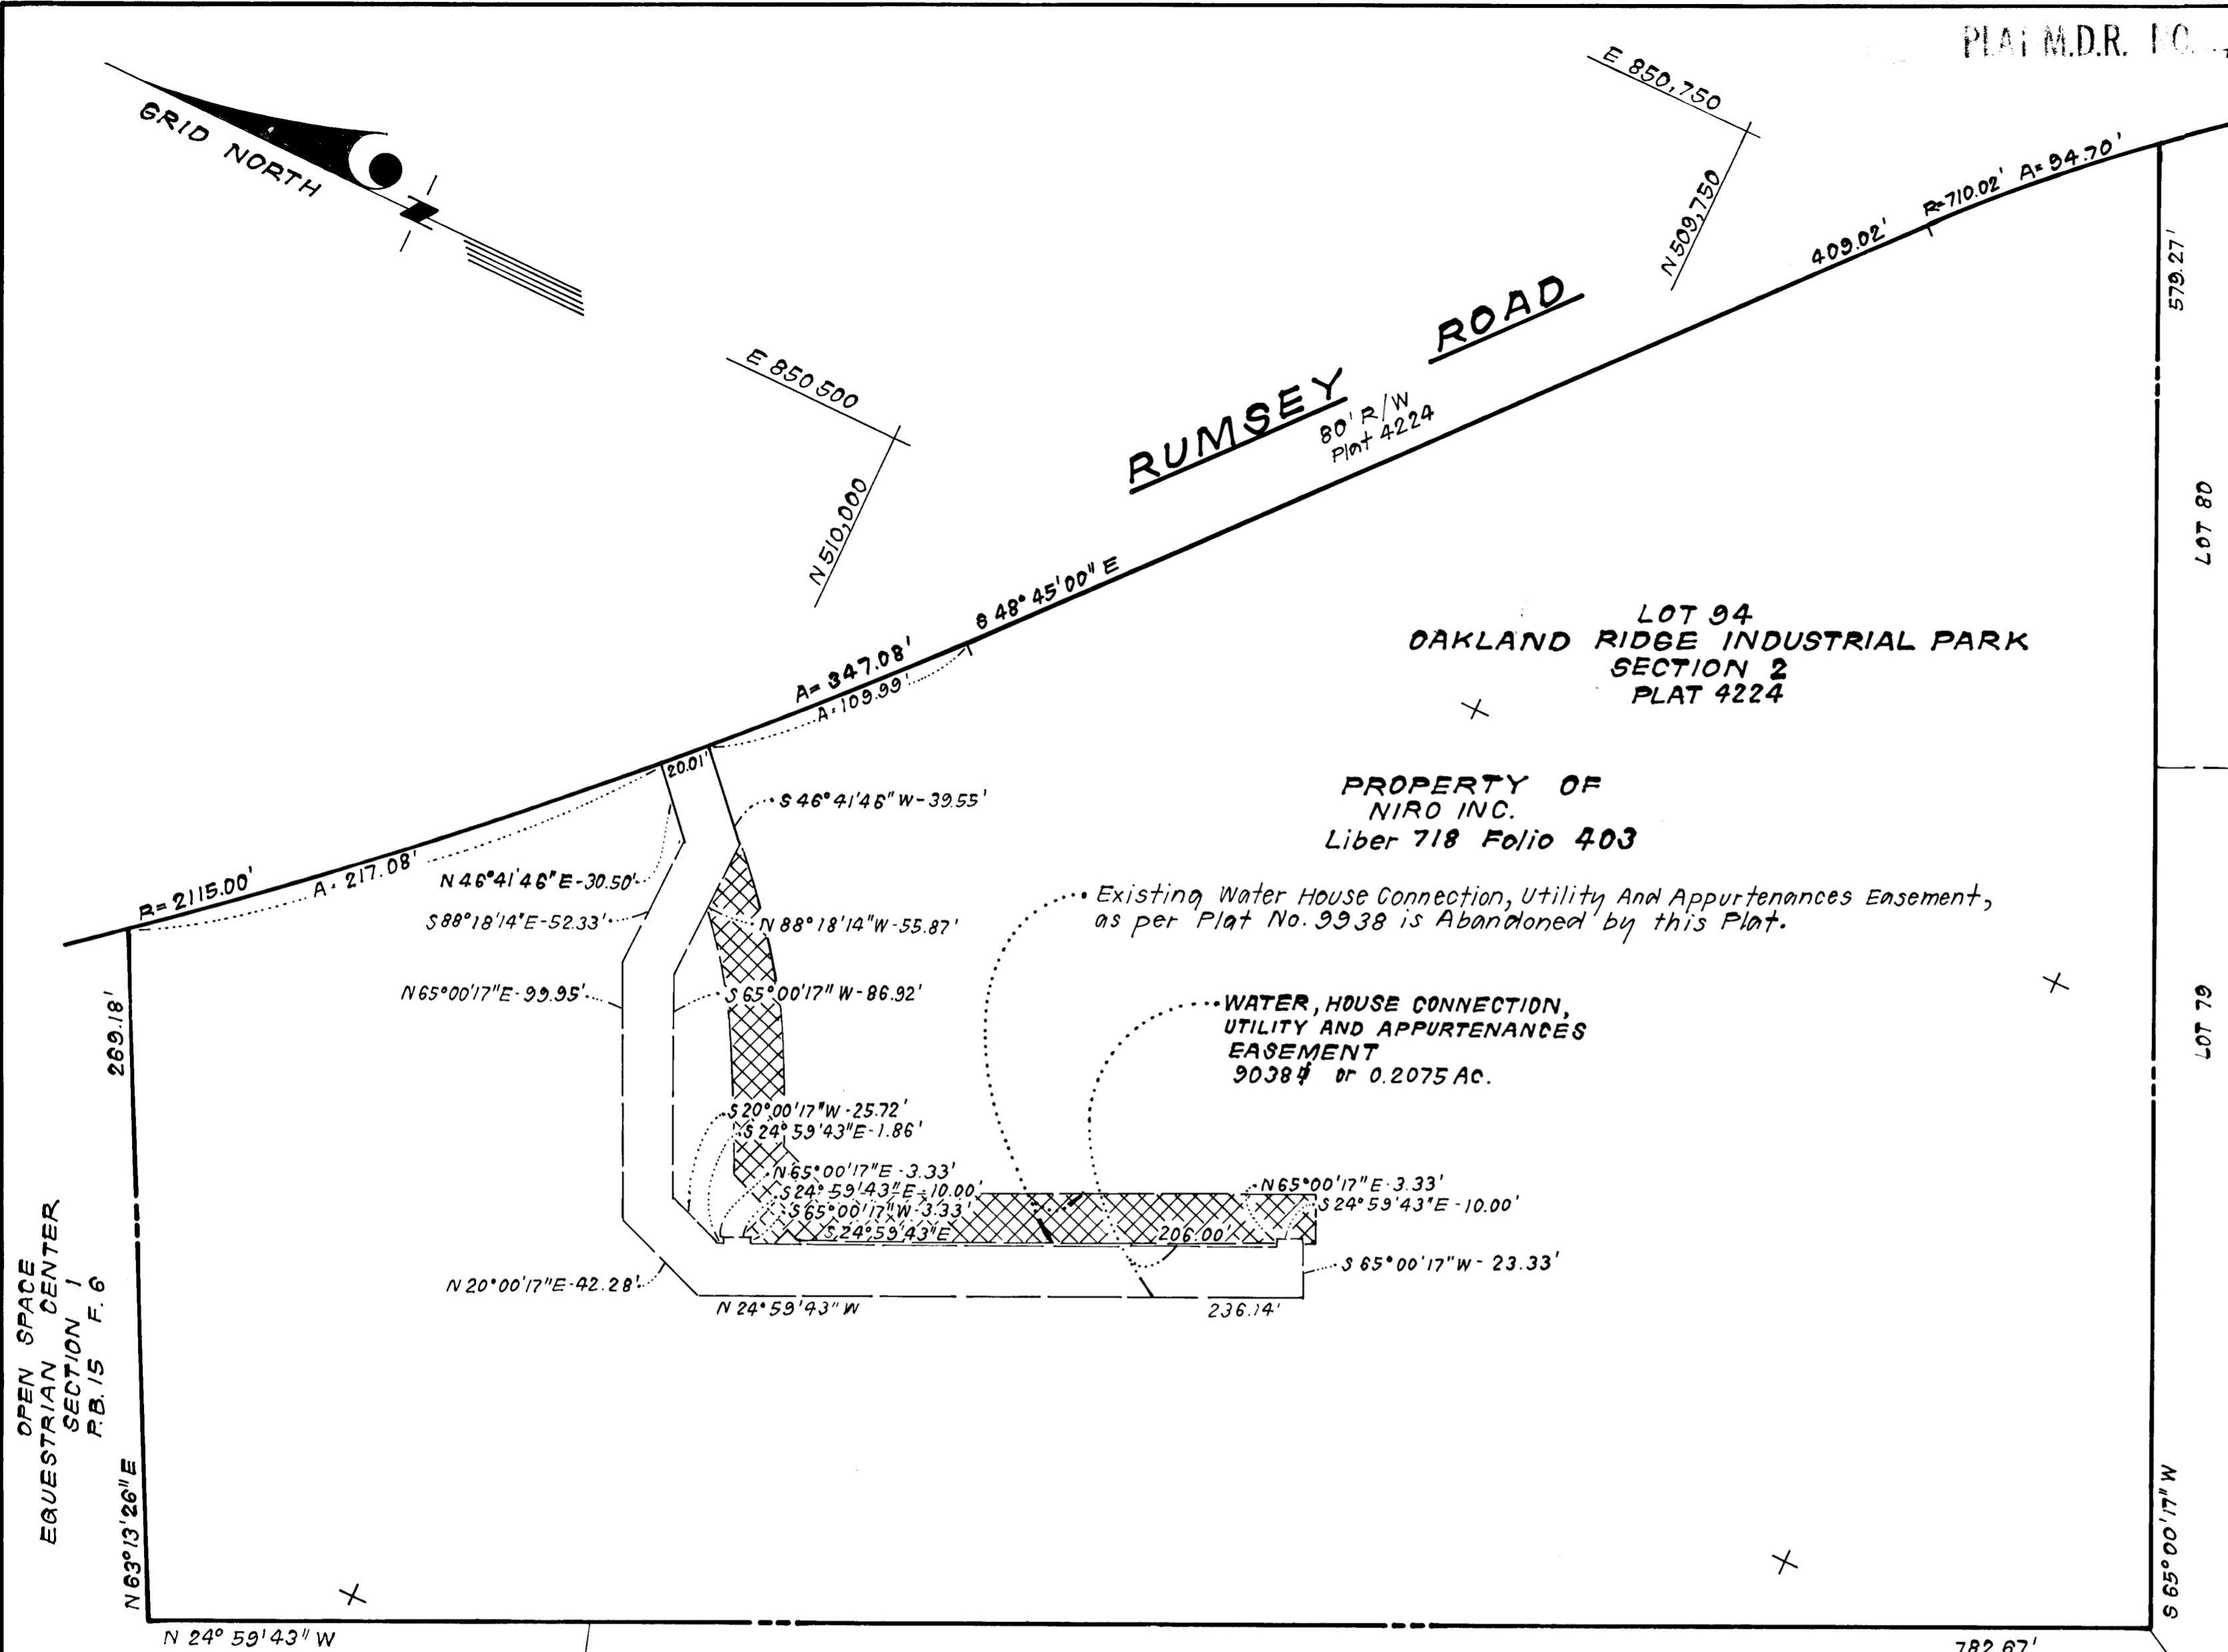 PLAT M.D.R. NO.
GRID NORTH
E 850,750
N 509,750
E 850 500
N 510,000
RUMSEY ROAD
80' R/W
Plat 4224
R=710.02' A=94.70'
409.02'
579.27'
S 48° 45'00" E
A= 347.08'
A=109.99'
20.01'
R= 2115.00'
A= 217.08'
LOT 80
LOT 94
OAKLAND RIDGE INDUSTRIAL PARK
SECTION 2
PLAT 4224
PROPERTY OF
NIRO INC.
Liber 718 Folio 403
S 46°41'46" W-39.55'
N 46°41'46" E-30.50'
S88°18'14"E-52.33'
N 88°18'14"W-55.87'
N 65°00'17"E-99.95'
S 65°00'17" W-86.92'
Existing Water House Connection, Utility And Appurtenances Easement,
as per Plat No. 9938 is Abandoned by this Plat.
WATER, HOUSE CONNECTION,
UTILITY AND APPURTENANCES
EASEMENT
9038⌗ or 0.2075 AC.
LOT 79
269.18'
S 20°00'17"W-25.72'
S 24°59'43"E-1.86'
N 65°00'17"E-3.33'
S 24°59'43"E-10.00'
S 65°00'17"W-3.33'
S 24°59'43"E
206.00'
N 65°00'17"E-3.33'
S 24°59'43"E-10.00'
S 65°00'17"W-23.33'
N 20°00'17"E-42.28'
N 24°59'43" W
236.14'
OPEN SPACE
EQUESTRIAN CENTER
SECTION 1
P.B.15 F.6
N 63°13'26"E
S 65°00'17" W
N 24° 59'43" W
782.67'